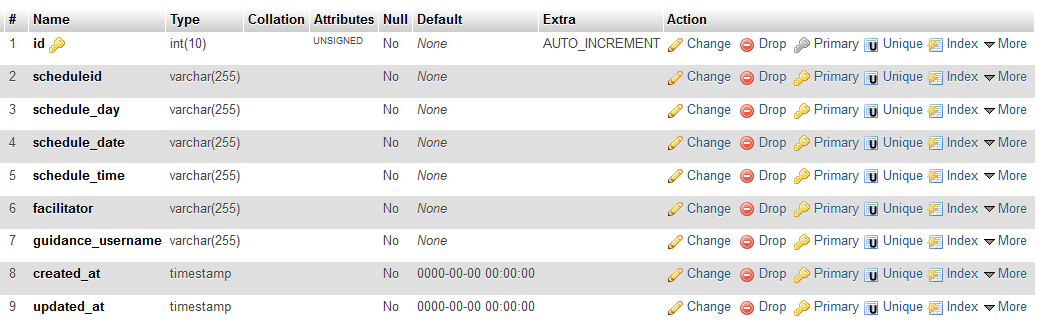 # Name Type Collation Attributes Null Default Extra Action
1 id int(10) UNSIGNED No None AUTO_INCREMENT Change Drop Primary Unique Index More
2 scheduleid varchar(255) No None Change Drop Primary Unique Index More
3 schedule_day varchar(255) No None Change Drop Primary Unique Index More
4 schedule_date varchar(255) No None Change Drop Primary Unique Index More
5 schedule_time varchar(255) No None Change Drop Primary Unique Index More
6 facilitator varchar(255) No None Change Drop Primary Unique Index More
7 guidance_username varchar(255) No None Change Drop Primary Unique Index More
8 created_at timestamp No 0000-00-00 00:00:00 Change Drop Primary Unique Index More
9 updated_at timestamp No 0000-00-00 00:00:00 Change Drop Primary Unique Index More